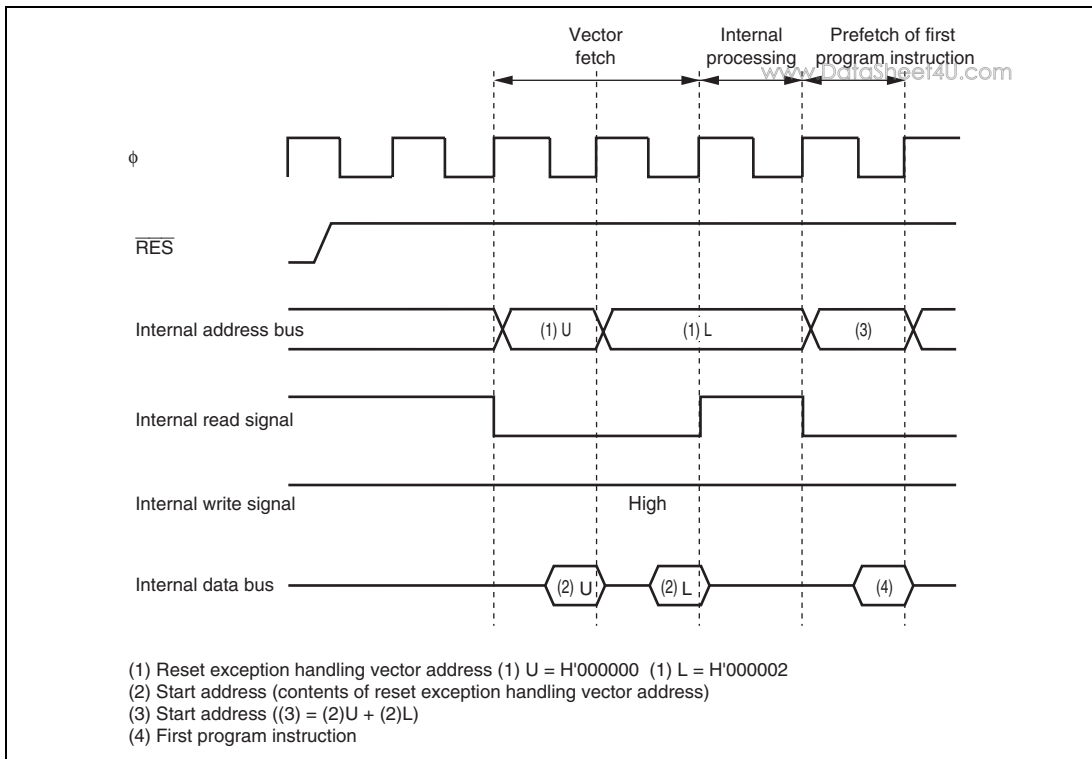 Vector
fetch
Internal
processing
Prefetch of first
program instruction
www.DataSheet4U.com
ϕ
RES
Internal address bus
(1) U
(1) L
(3)
Internal read signal
Internal write signal
High
Internal data bus
(2) U
(2) L
(4)
(1) Reset exception handling vector address (1) U = H'000000 (1) L = H'000002
(2) Start address (contents of reset exception handling vector address)
(3) Start address ((3) = (2)U + (2)L)
(4) First program instruction